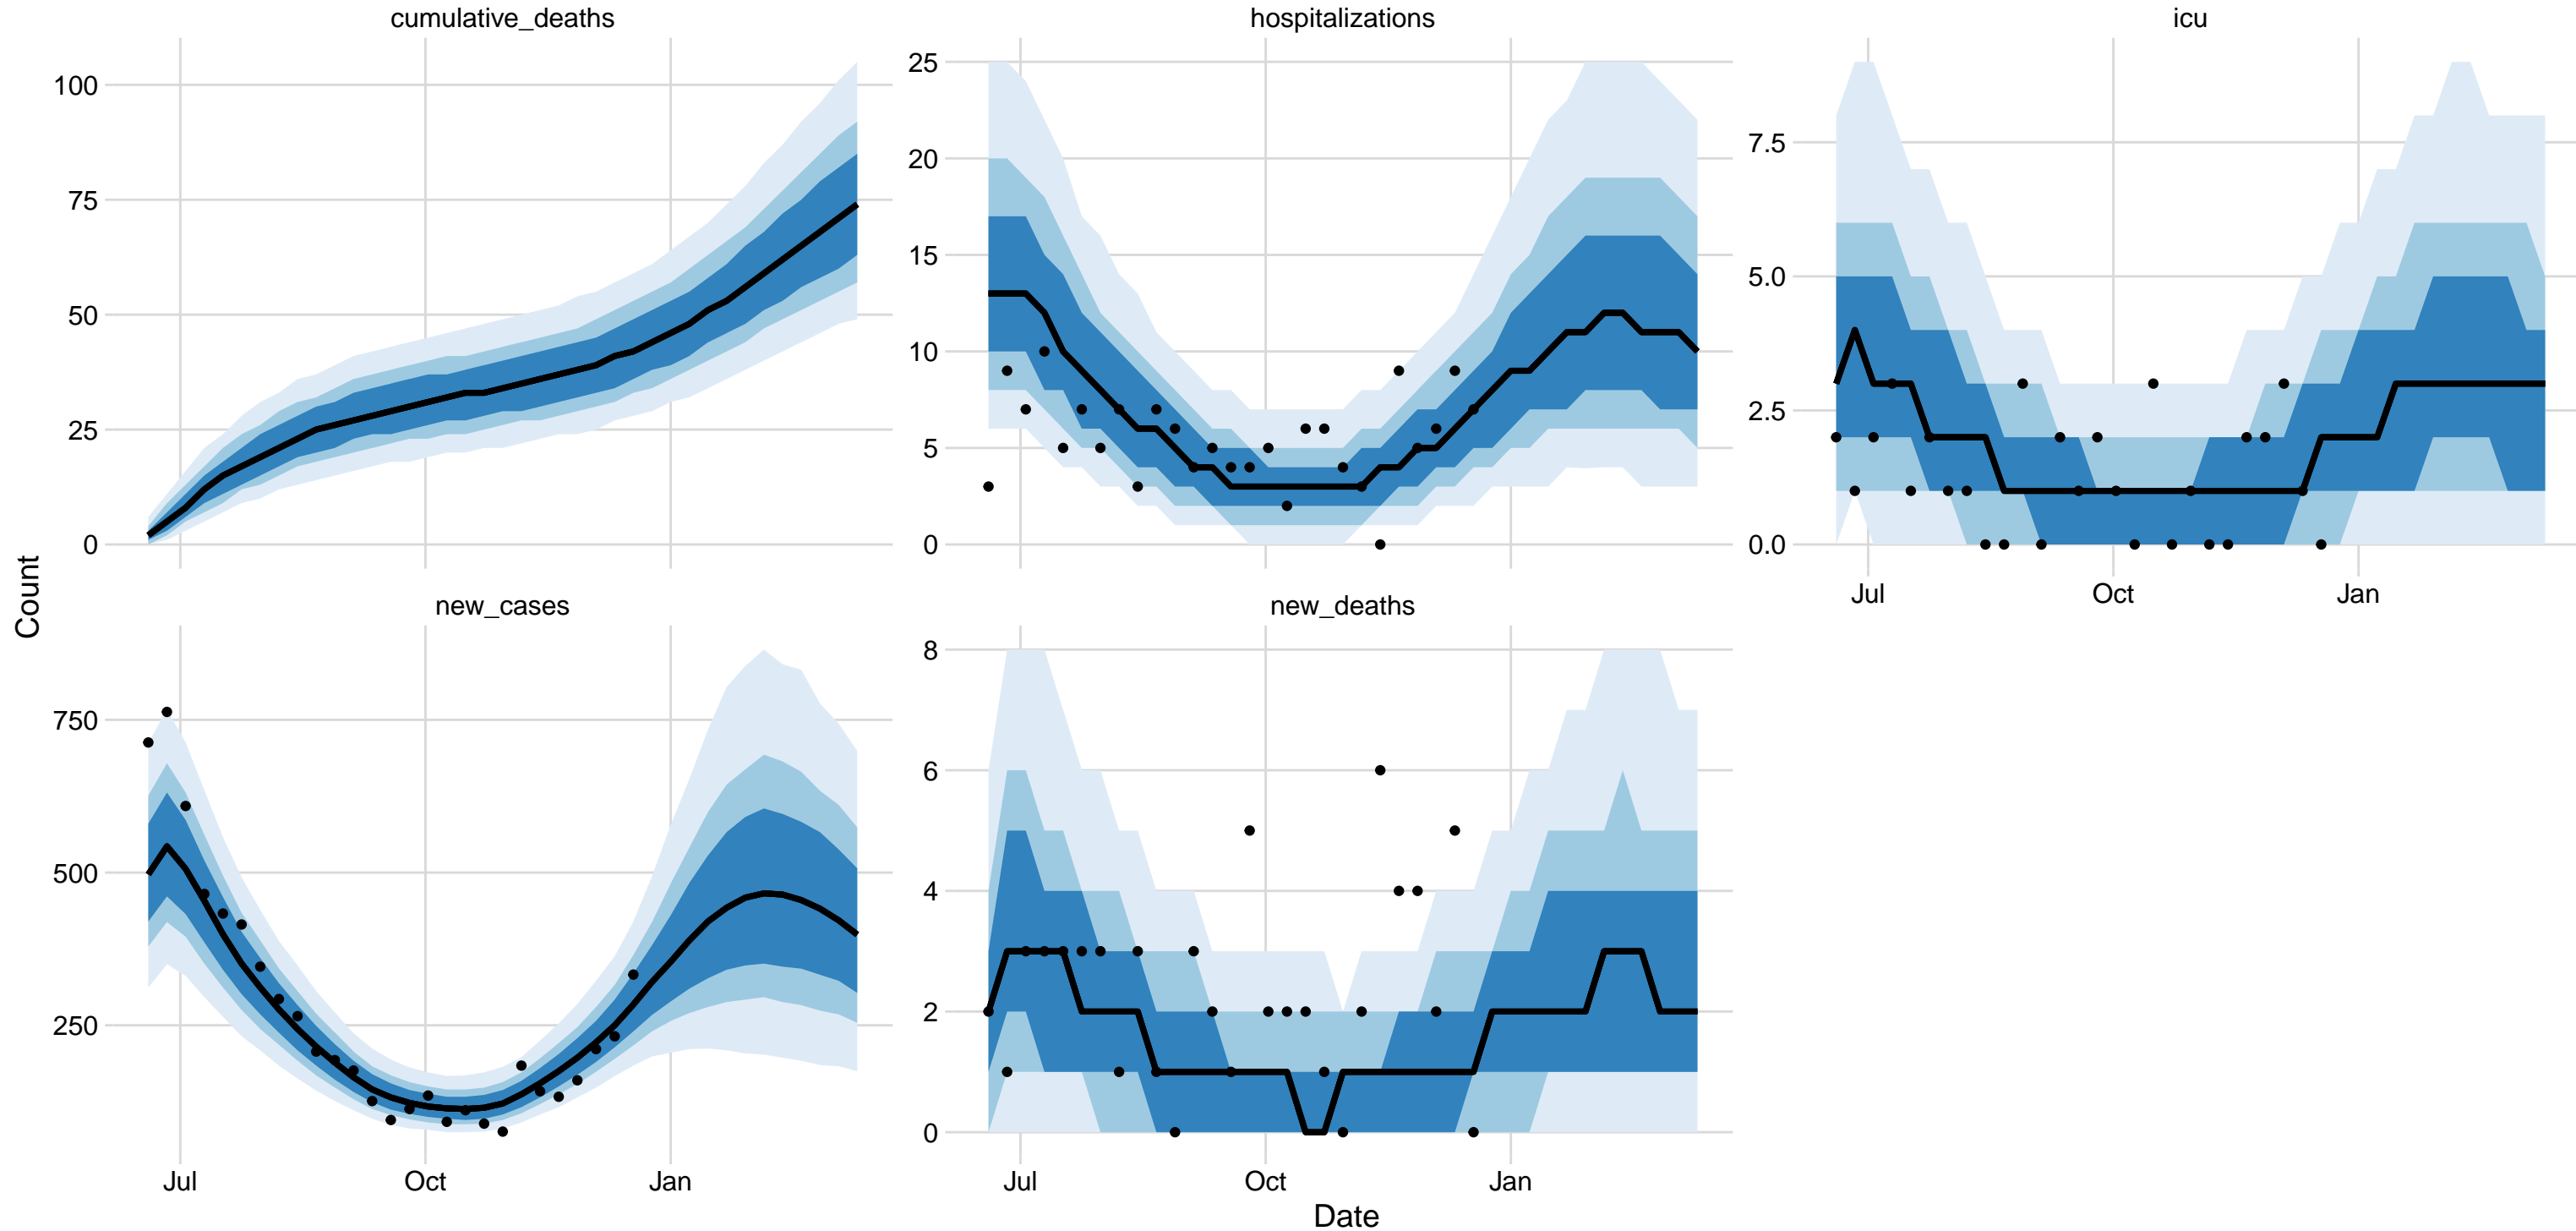 cumulative_deaths
hospitalizations
icu
100
75
50
25
0
25
20
15
10
5
0
7.5
5.0
2.5
0.0
Jul
Oct
Jan
Count
new_cases
new_deaths
750
500
250
8
6
4
2
0
Jul
Oct
Jan
Jul
Oct
Jan
Date